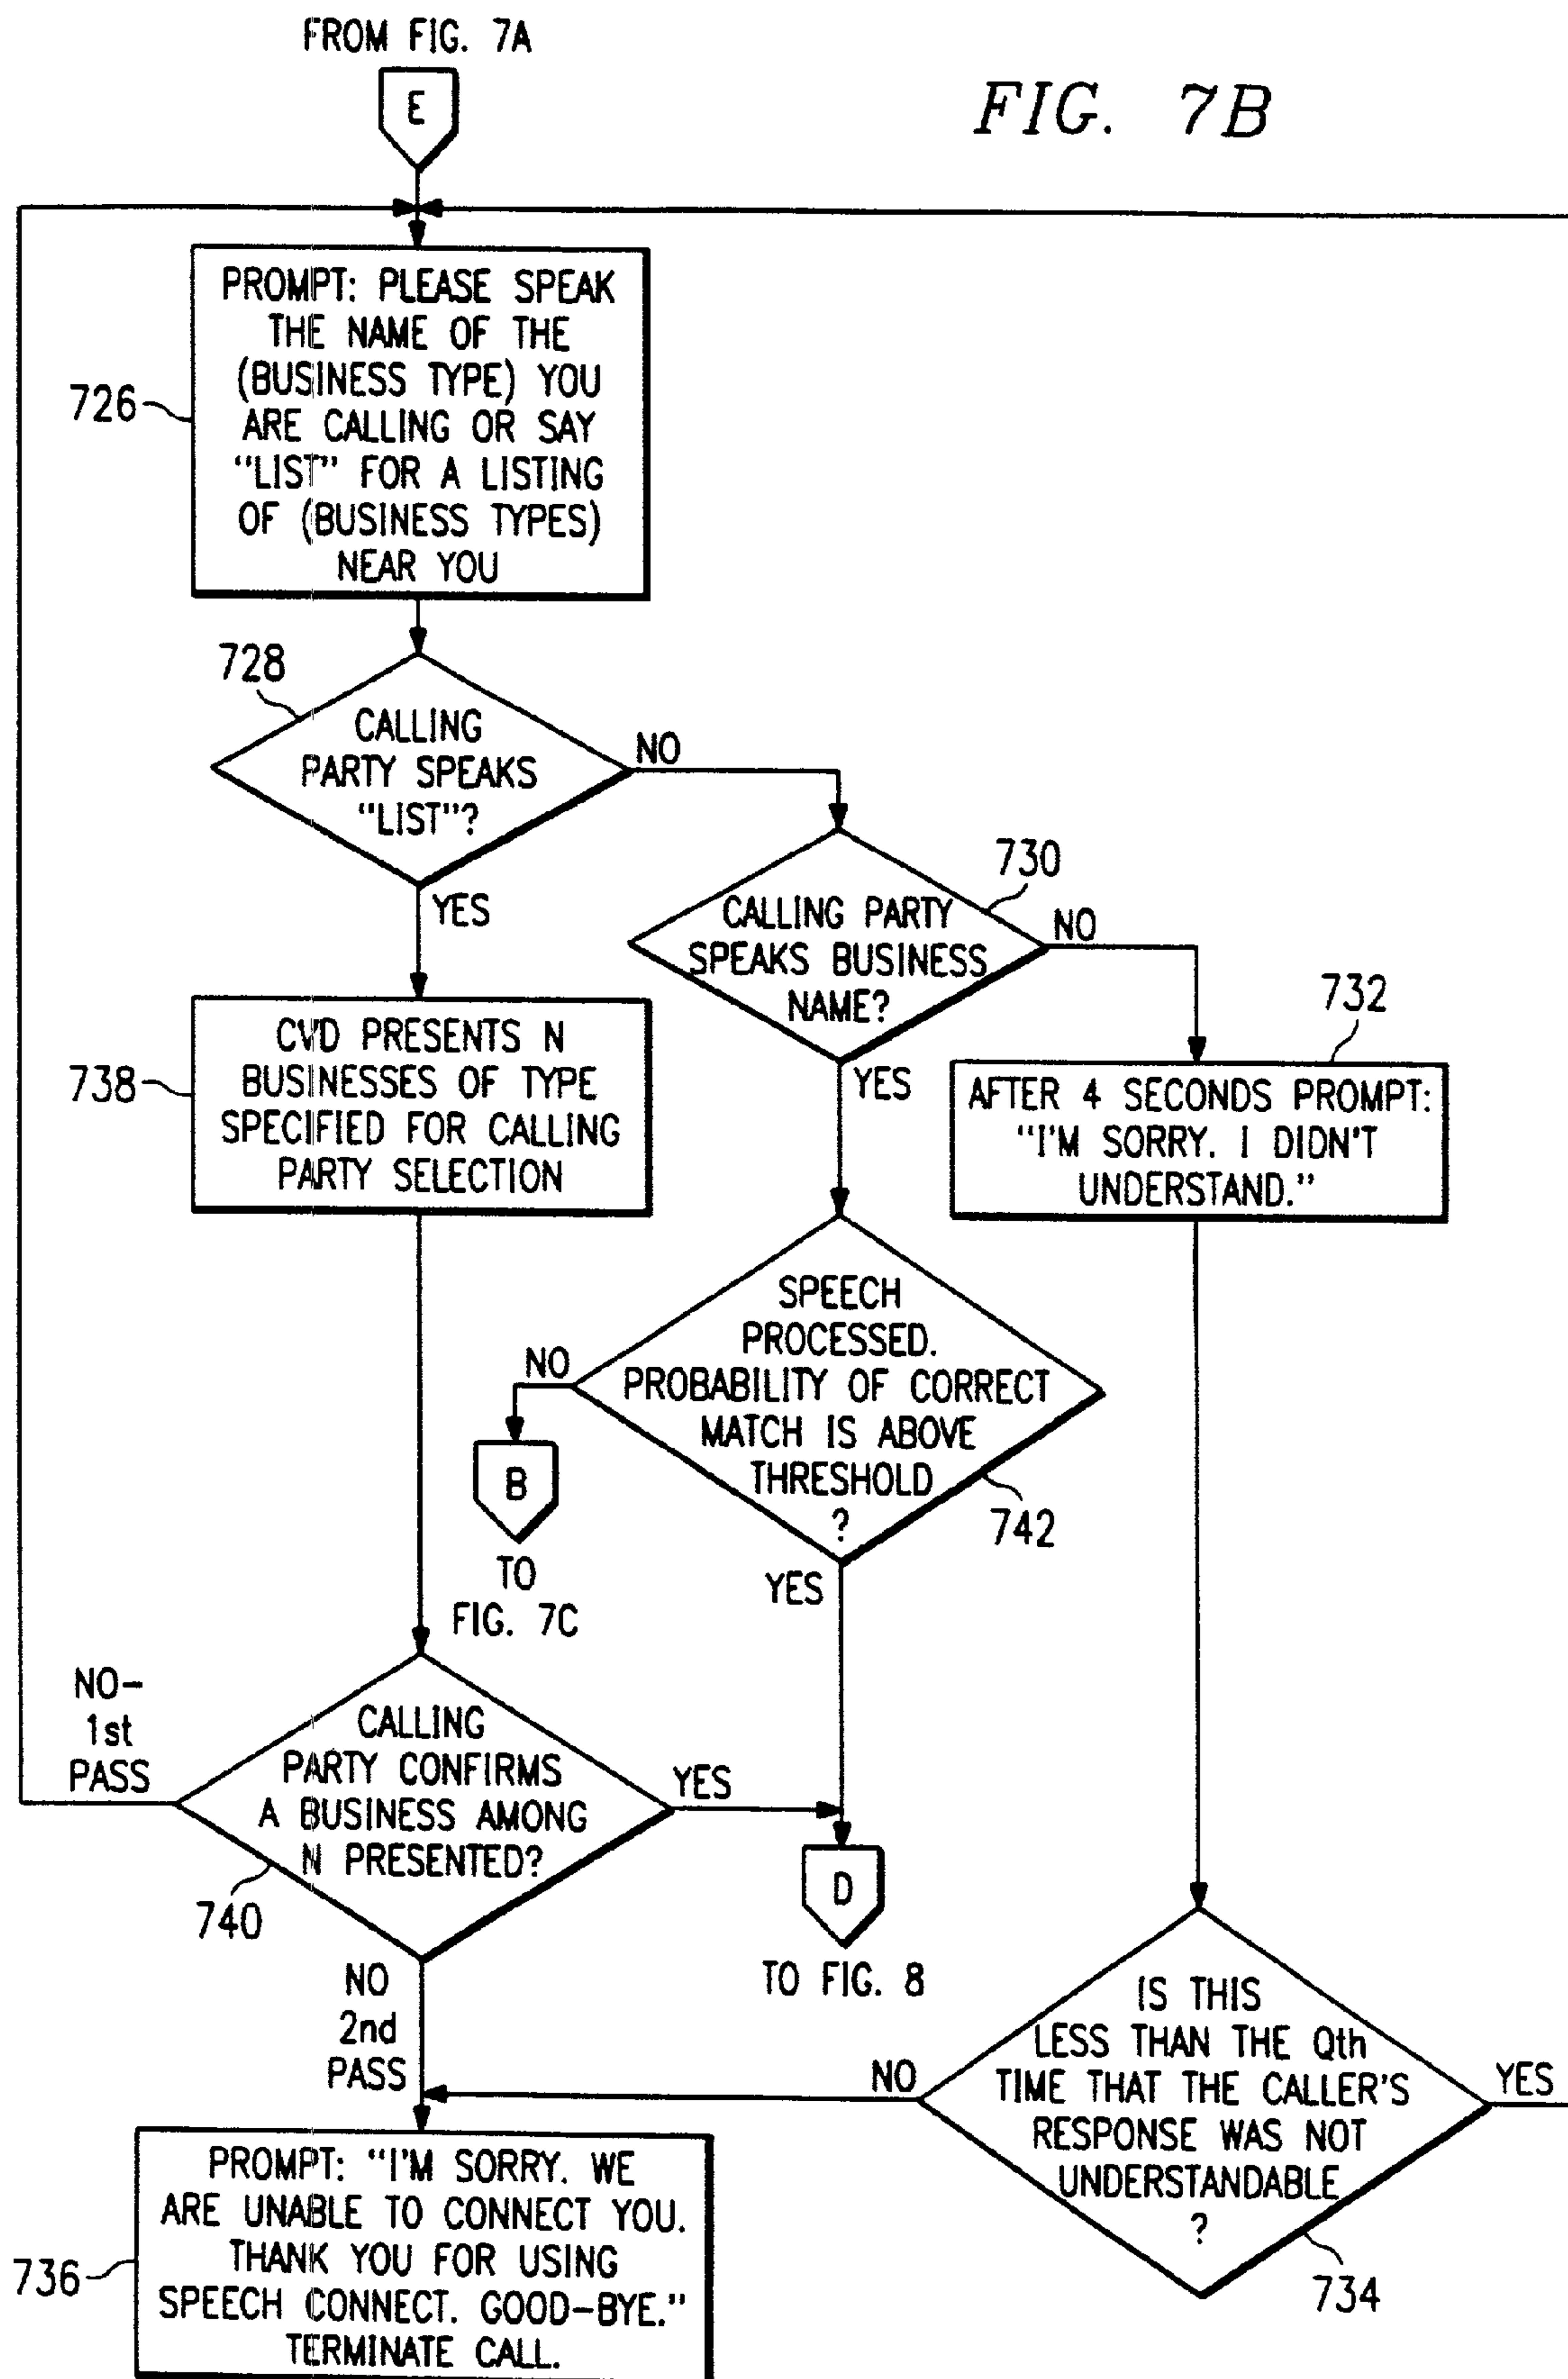 FROM FIG. 7A
E
FIG. 7B
PROMPT: PLEASE SPEAK
THE NAME OF THE
(BUSINESS TYPE) YOU
ARE CALLING OR SAY
"LIST" FOR A LISTING
OF (BUSINESS TYPES)
NEAR YOU
726
728
CALLING
PARTY SPEAKS
"LIST"?
NO
YES
730
CALLING PARTY
SPEAKS BUSINESS
NAME?
NO
YES
732
AFTER 4 SECONDS PROMPT:
"I'M SORRY. I DIDN'T
UNDERSTAND."
738
CVD PRESENTS N
BUSINESSES OF TYPE
SPECIFIED FOR CALLING
PARTY SELECTION
SPEECH
PROCESSED.
PROBABILITY OF CORRECT
MATCH IS ABOVE
THRESHOLD
?
742
NO
B
TO
FIG. 7C
YES
NO-
1st
PASS
CALLING
PARTY CONFIRMS
A BUSINESS AMONG
N PRESENTED?
740
YES
D
TO FIG. 8
NO
2nd
PASS
IS THIS
LESS THAN THE Qth
TIME THAT THE CALLER'S
RESPONSE WAS NOT
UNDERSTANDABLE
?
734
NO
YES
736
PROMPT: "I'M SORRY. WE
ARE UNABLE TO CONNECT YOU.
THANK YOU FOR USING
SPEECH CONNECT. GOOD-BYE."
TERMINATE CALL.